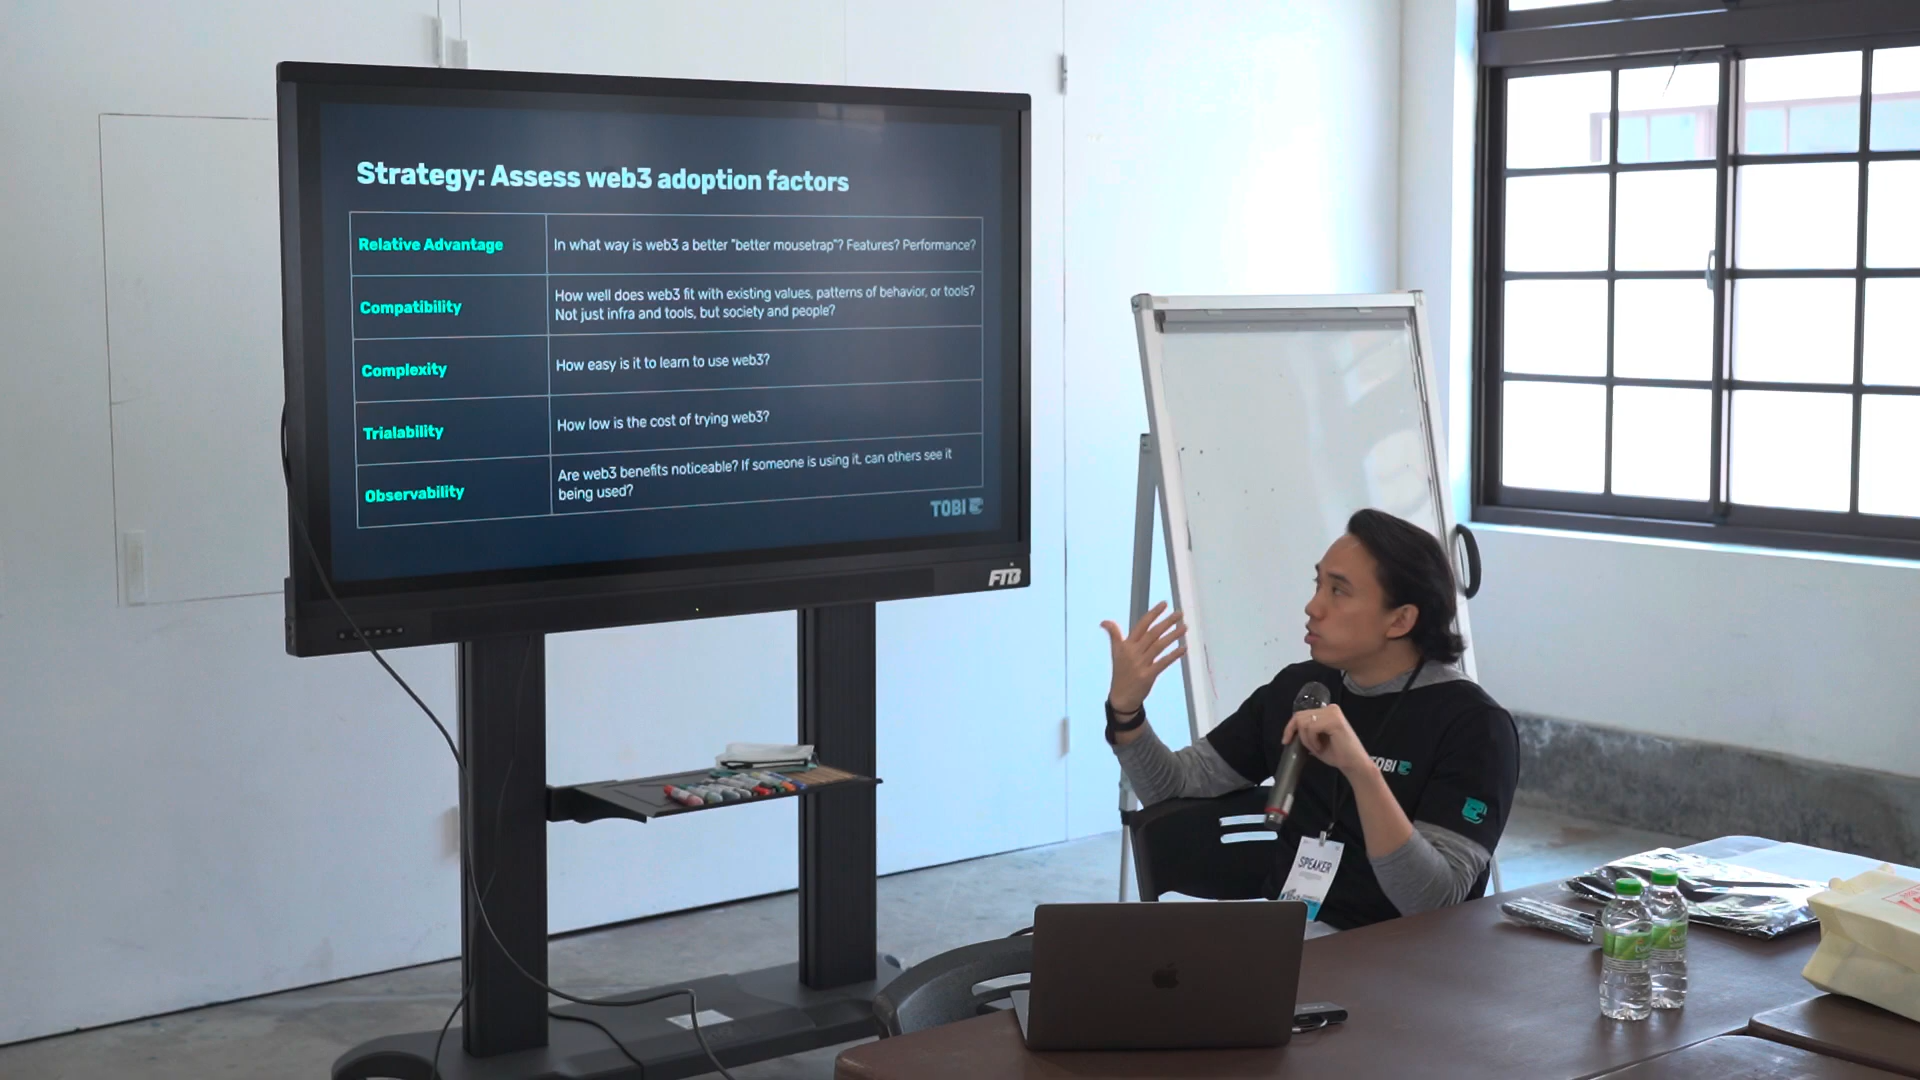 Strategy: Assess web3 adoption factors
Relative Advantage
In what way is web3 a better "better mousetrap"? Features? Performance?
Compatibility
How well does web3 fit with existing values, patterns of behavior, or tools?
Not just infra and tools, but society and people?
Complexity
How easy is it to learn to use web3?
Trialability
How low is the cost of trying web3?
Observability
Are web3 benefits noticeable? If someone is using it, can others see it
being used?
TOBI
FTB
TOBI
SPEAKER